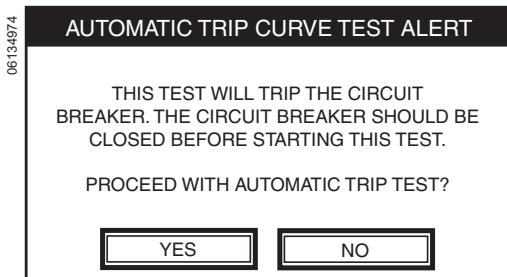 06134974
AUTOMATIC TRIP CURVE TEST ALERT
THIS TEST WILL TRIP THE CIRCUIT
BREAKER. THE CIRCUIT BREAKER SHOULD BE
CLOSED BEFORE STARTING THIS TEST.
PROCEED WITH AUTOMATIC TRIP TEST?
YES
NO